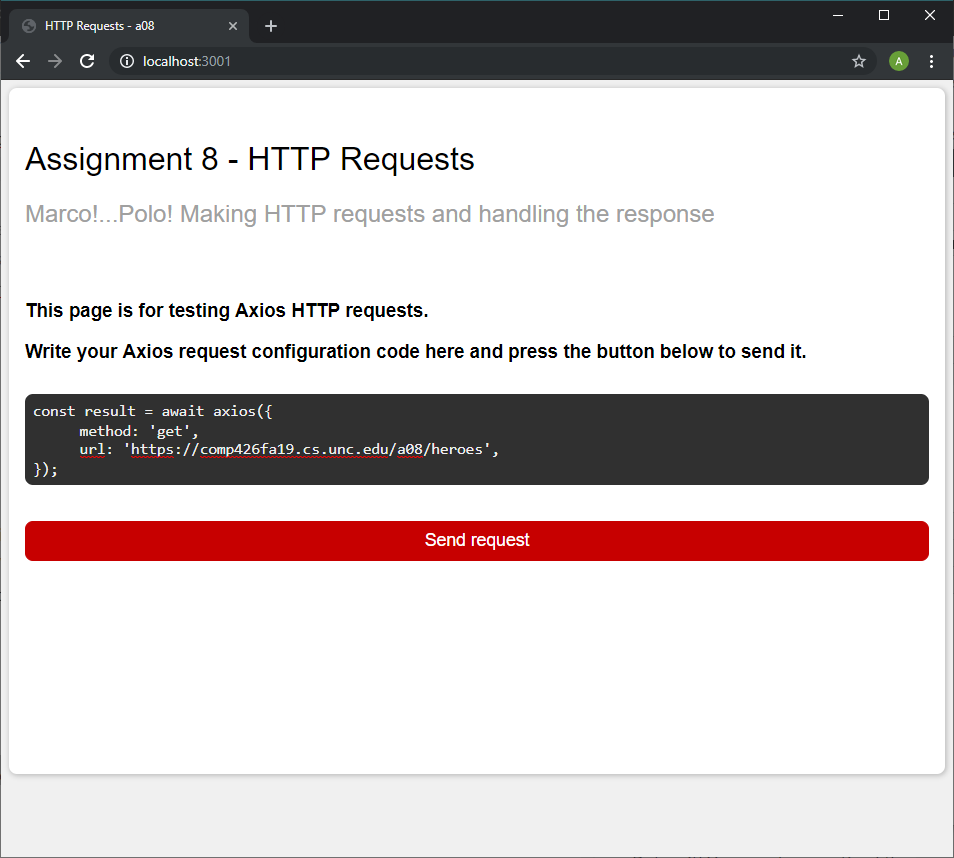 HTTP Requests - a08
localhost:3001
A
Assignment 8 - HTTP Requests
Marco!...Polo! Making HTTP requests and handling the response
This page is for testing Axios HTTP requests.
Write your Axios request configuration code here and press the button below to send it.
const result = await axios({
method: 'get',
url: 'https://comp426fa19.cs.unc.edu/a08/heroes',
});
Send request